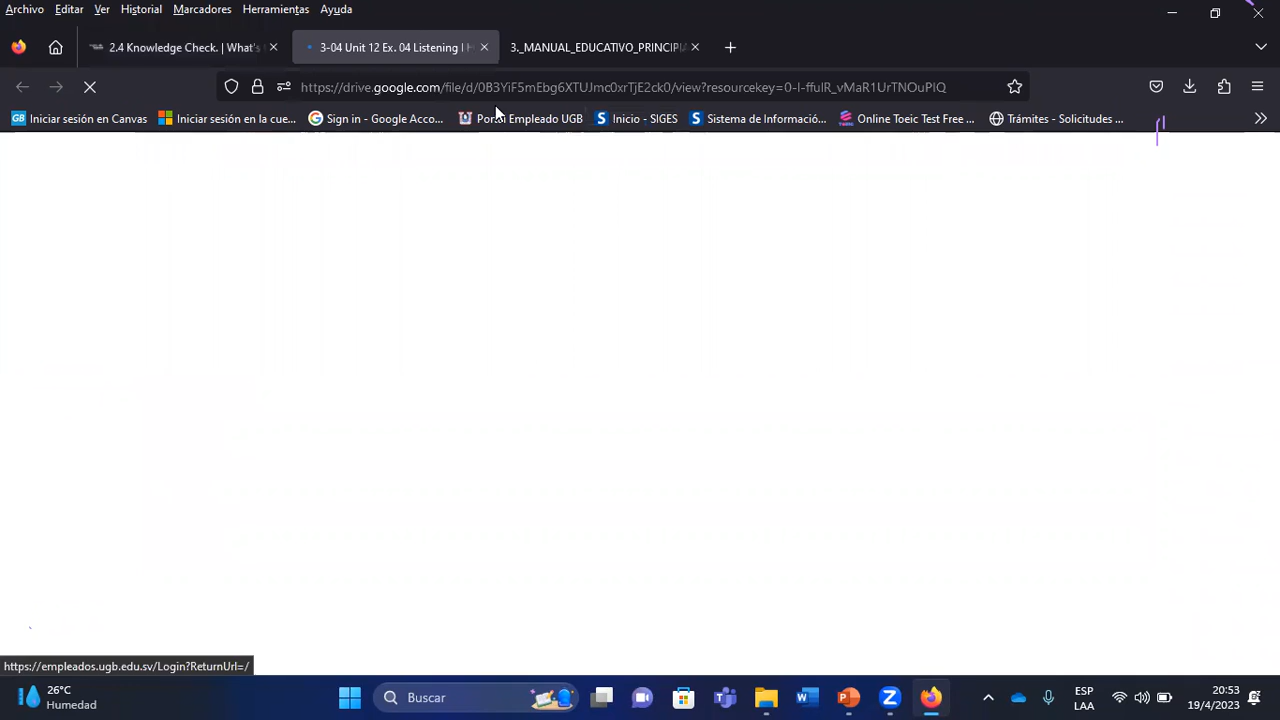 Archivo Editar Ver Historial Marcadores Herramientas Ayuda
2.4 Knowledge Check. | What's 3-04 Unit 12 Ex. 04 Listening | 3._MANUAL_EDUCATIVO_PRINCIPIA
https://drive.google.com/file/d/0B3YiF5mEbg6XTUJmc0xrTjE2ck0/view?resourcekey=0-I-ffulR_vMaR1UrTNOuPIQ
Iniciar sesión en Canvas Iniciar sesión en la cue... Sign in - Google Acco... Portal Empleado UGB Inicio - SIGES Sistema de Informació... Online Toeic Test Free ... Trámites - Solicitudes ...
https://empleados.ugb.edu.sv/Login?ReturnUrl=/
26°C
Humedad
Buscar
ESP
LAA
20:53
19/4/2023